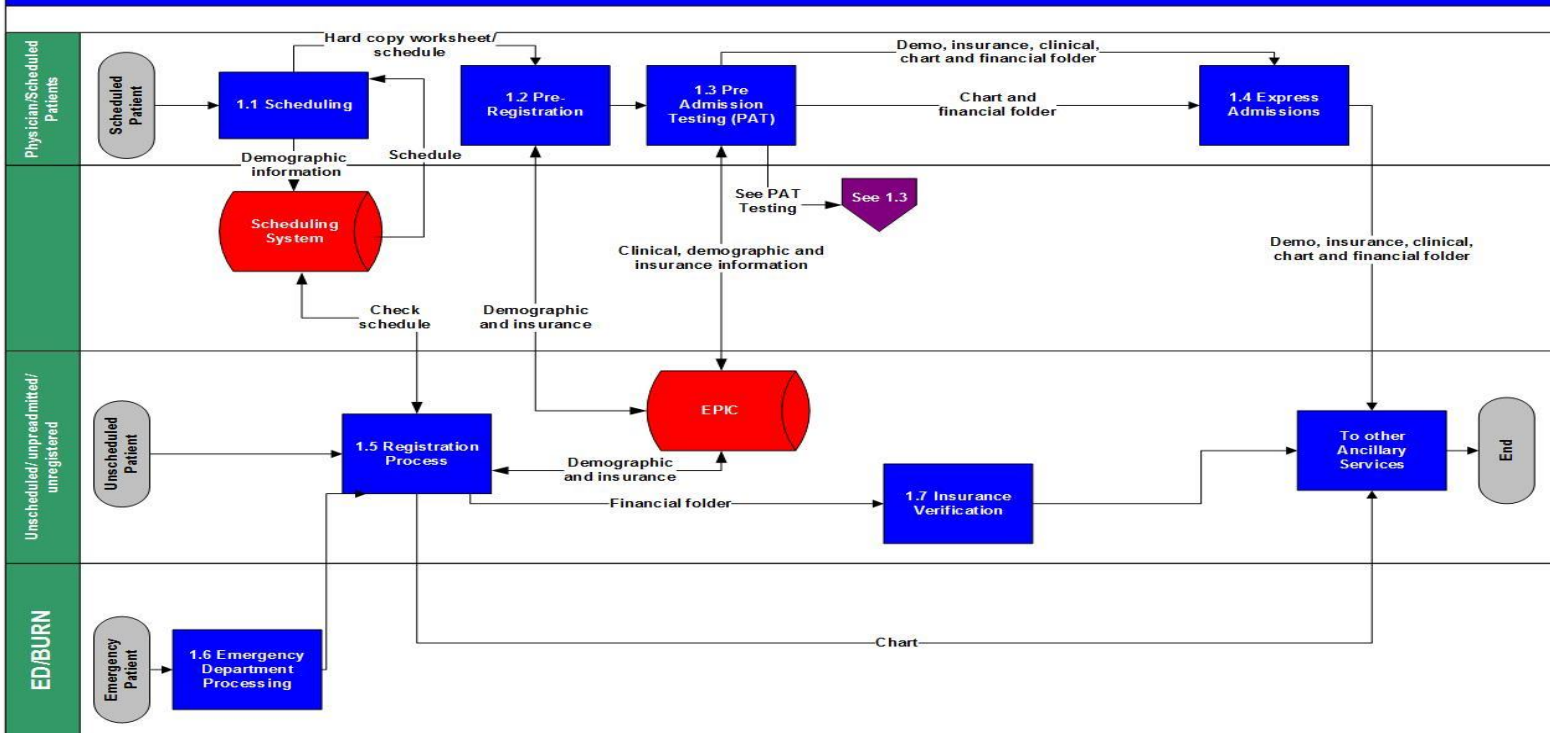 Physician/Scheduled
Patients
Scheduled
Patient
1.1 Scheduling
Hard copy worksheet/
schedule
1.2 Pre-
Registration
1.3 Pre
Admission
Testing (PAT)
Demo, insurance, clinical,
chart and financial folder
Chart and
financial folder
1.4 Express
Admissions
Demographic
information
Schedule
Scheduling
System
See PAT
Testing
See 1.3
Clinical, demographic and
insurance information
Demo, insurance, clinical,
chart and financial folder
Check
schedule
Demographic
and insurance
Unscheduled/ unpreadmitted/
unregistered
Unscheduled
Patient
1.5 Registration
Process
EPIC
Demographic
and insurance
Financial folder
1.7 Insurance
Verification
To other
Ancillary
Services
End
ED/BURN
Emergency
Patient
1.6 Emergency
Department
Processing
Chart